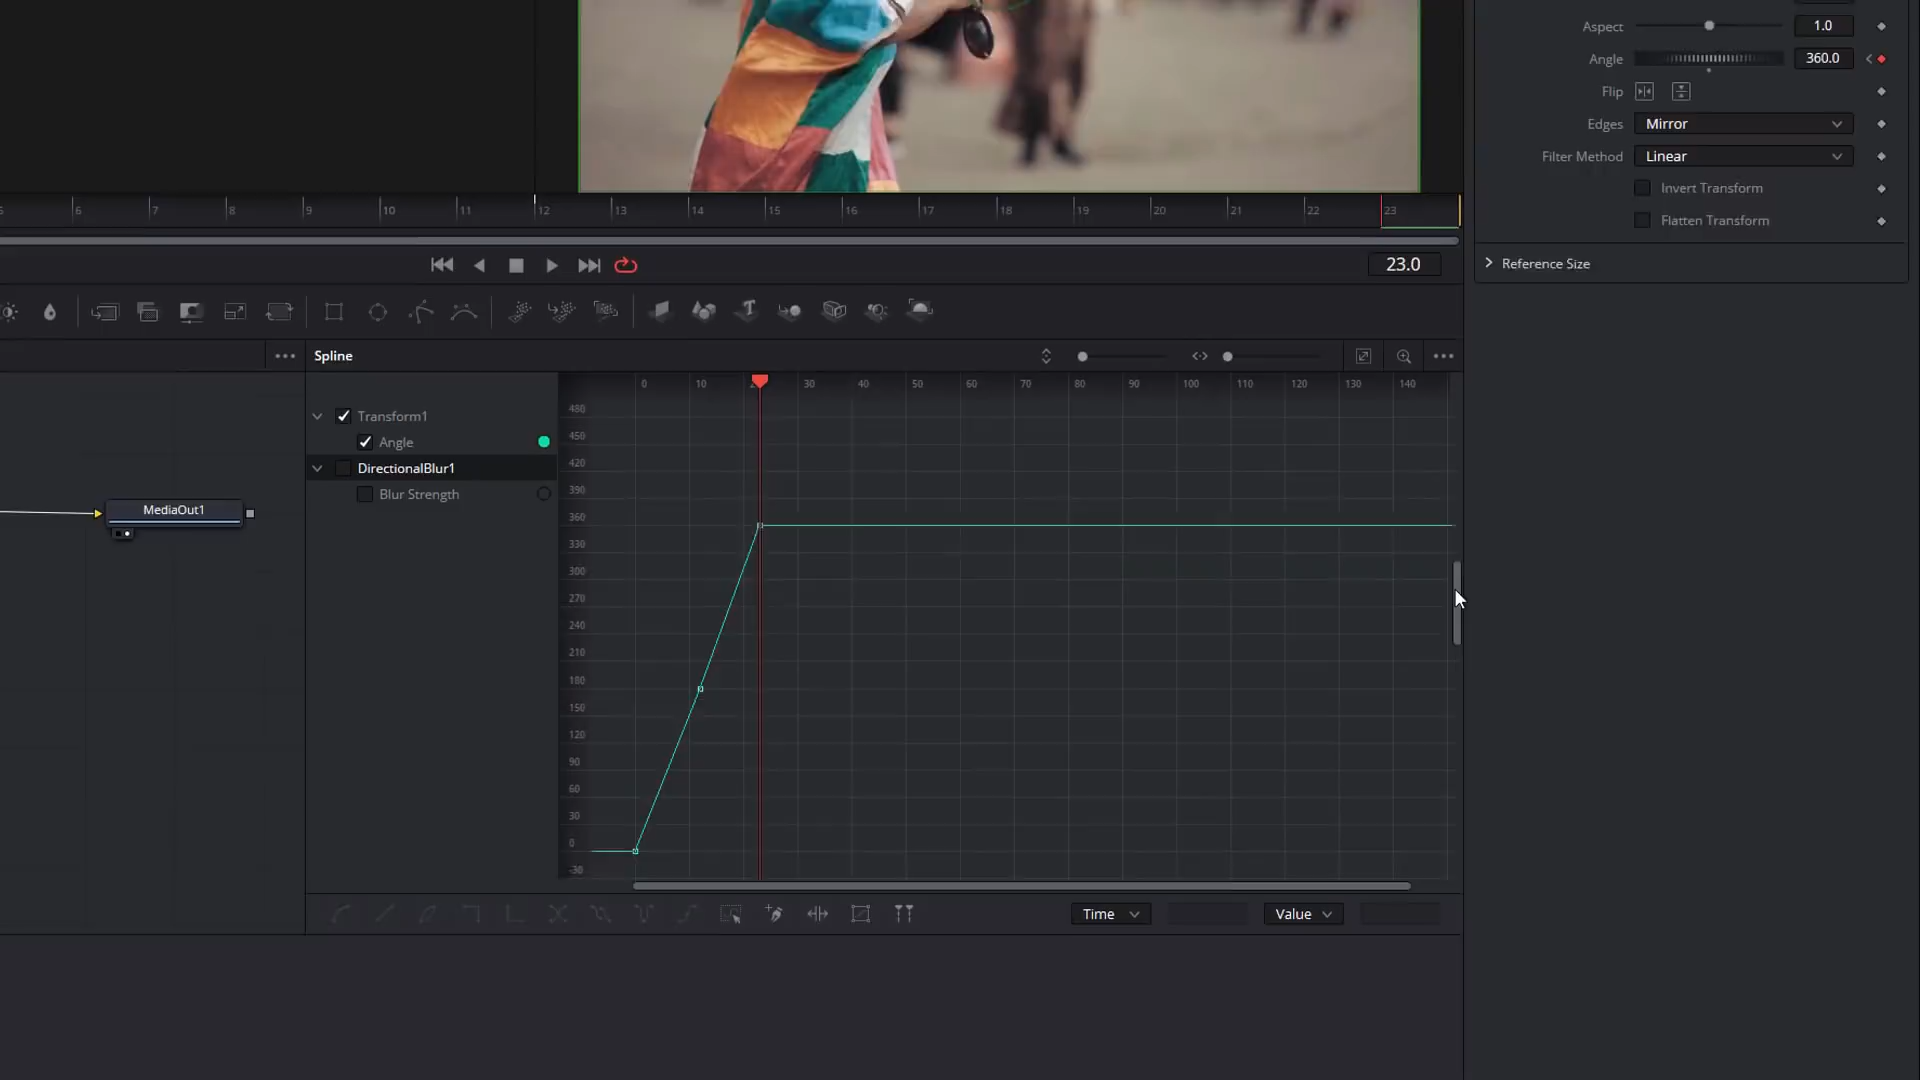 Aspect 1.0
Angle 360.0
Flip
Edges Mirror
Filter Method Linear
Invert Transform
Flatten Transform
Reference Size
6 7 8 9 10 11 12 13 14 15 16 17 18 19 20 21 22 23
23.0
Spline
0 10 30 40 50 60 70 80 90 100 110 120 130 140
Transform1
Angle
DirectionalBlur1
Blur Strength
480
450
420
390
360
330
300
270
240
210
180
150
120
90
60
30
0
-30
MediaOut1
Time Value